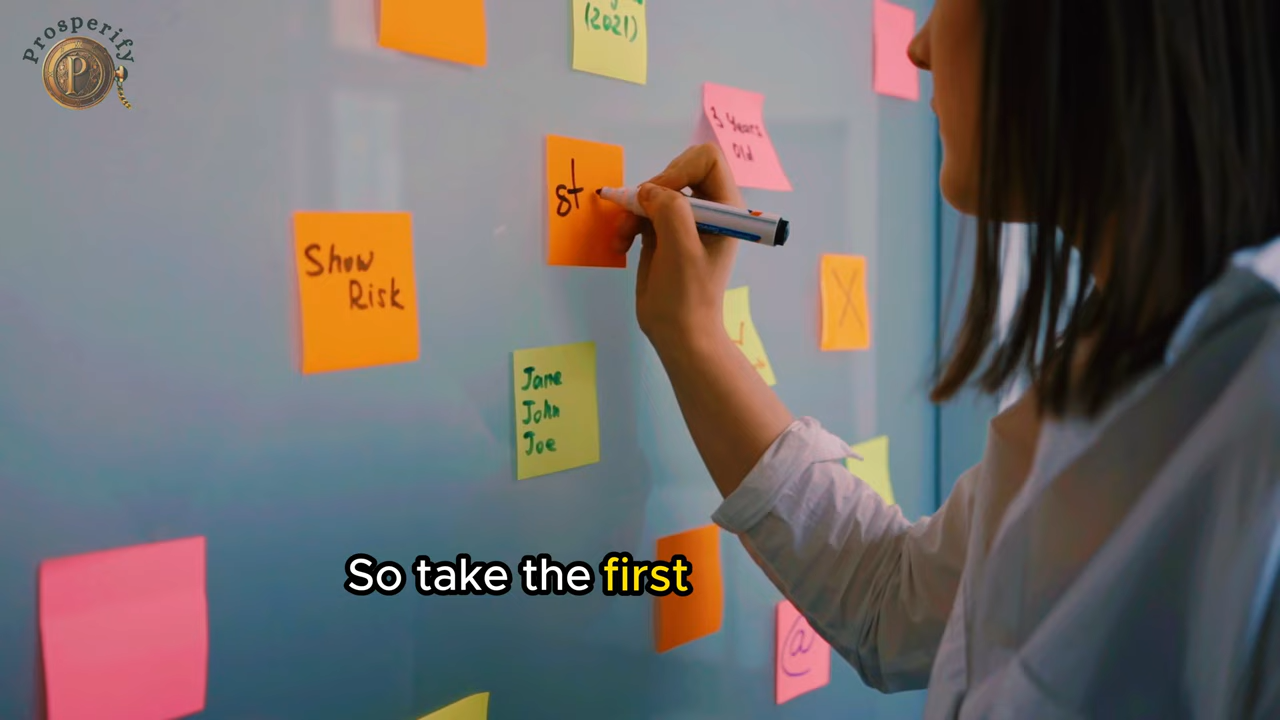 Prosperify
P
(2021)
3 Years
Old
st
Show
Risk
X
Jane
John
Joe
So take the first
@